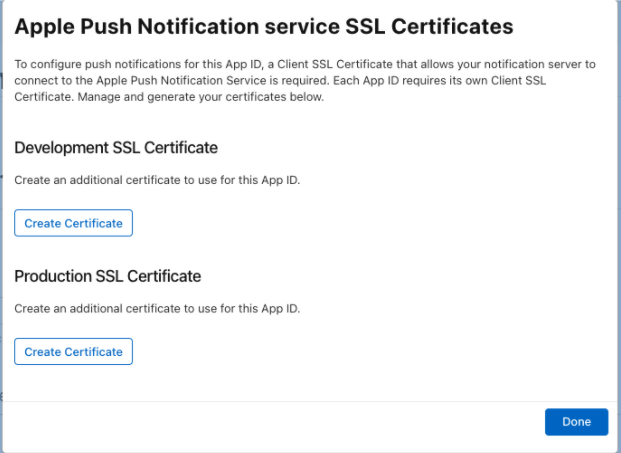 Apple Push Notification service SSL Certificates
To configure push notifications for this App ID, a Client SSL Certificate that allows your notification server to
connect to the Apple Push Notification Service is required. Each App ID requires its own Client SSL
Certificate. Manage and generate your certificates below.
Development SSL Certificate
Create an additional certificate to use for this App ID.
Create Certificate
Production SSL Certificate
Create an additional certificate to use for this App ID.
Create Certificate
Done